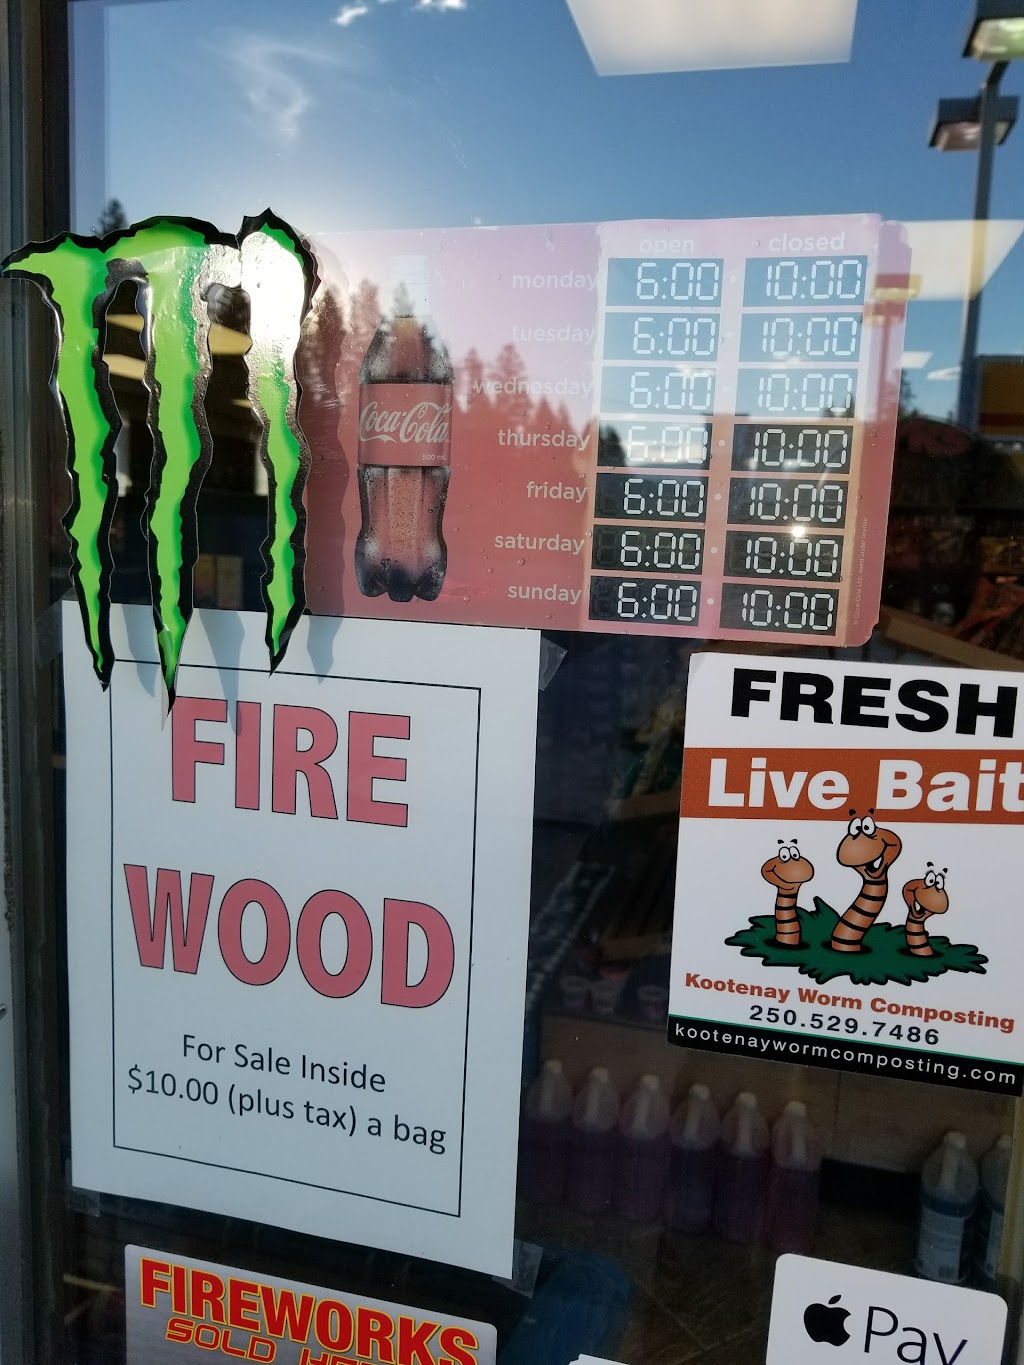 open closed
monday 6:00 10:00
tuesday 6:00 10:00
wednesday 6:00 10:00
thursday 6:00 10:00
friday 6:00 10:00
saturday 6:00 10:00
sunday 6:00 10:00
Coca-Cola
500 mL
FIRE
WOOD
For Sale Inside
$10.00 (plus tax) a bag
FRESH
Live Bait
Kootenay Worm Composting
250.529.7486
kootenaywormcomposting.com
FIREWORKS
SOLD
Pay